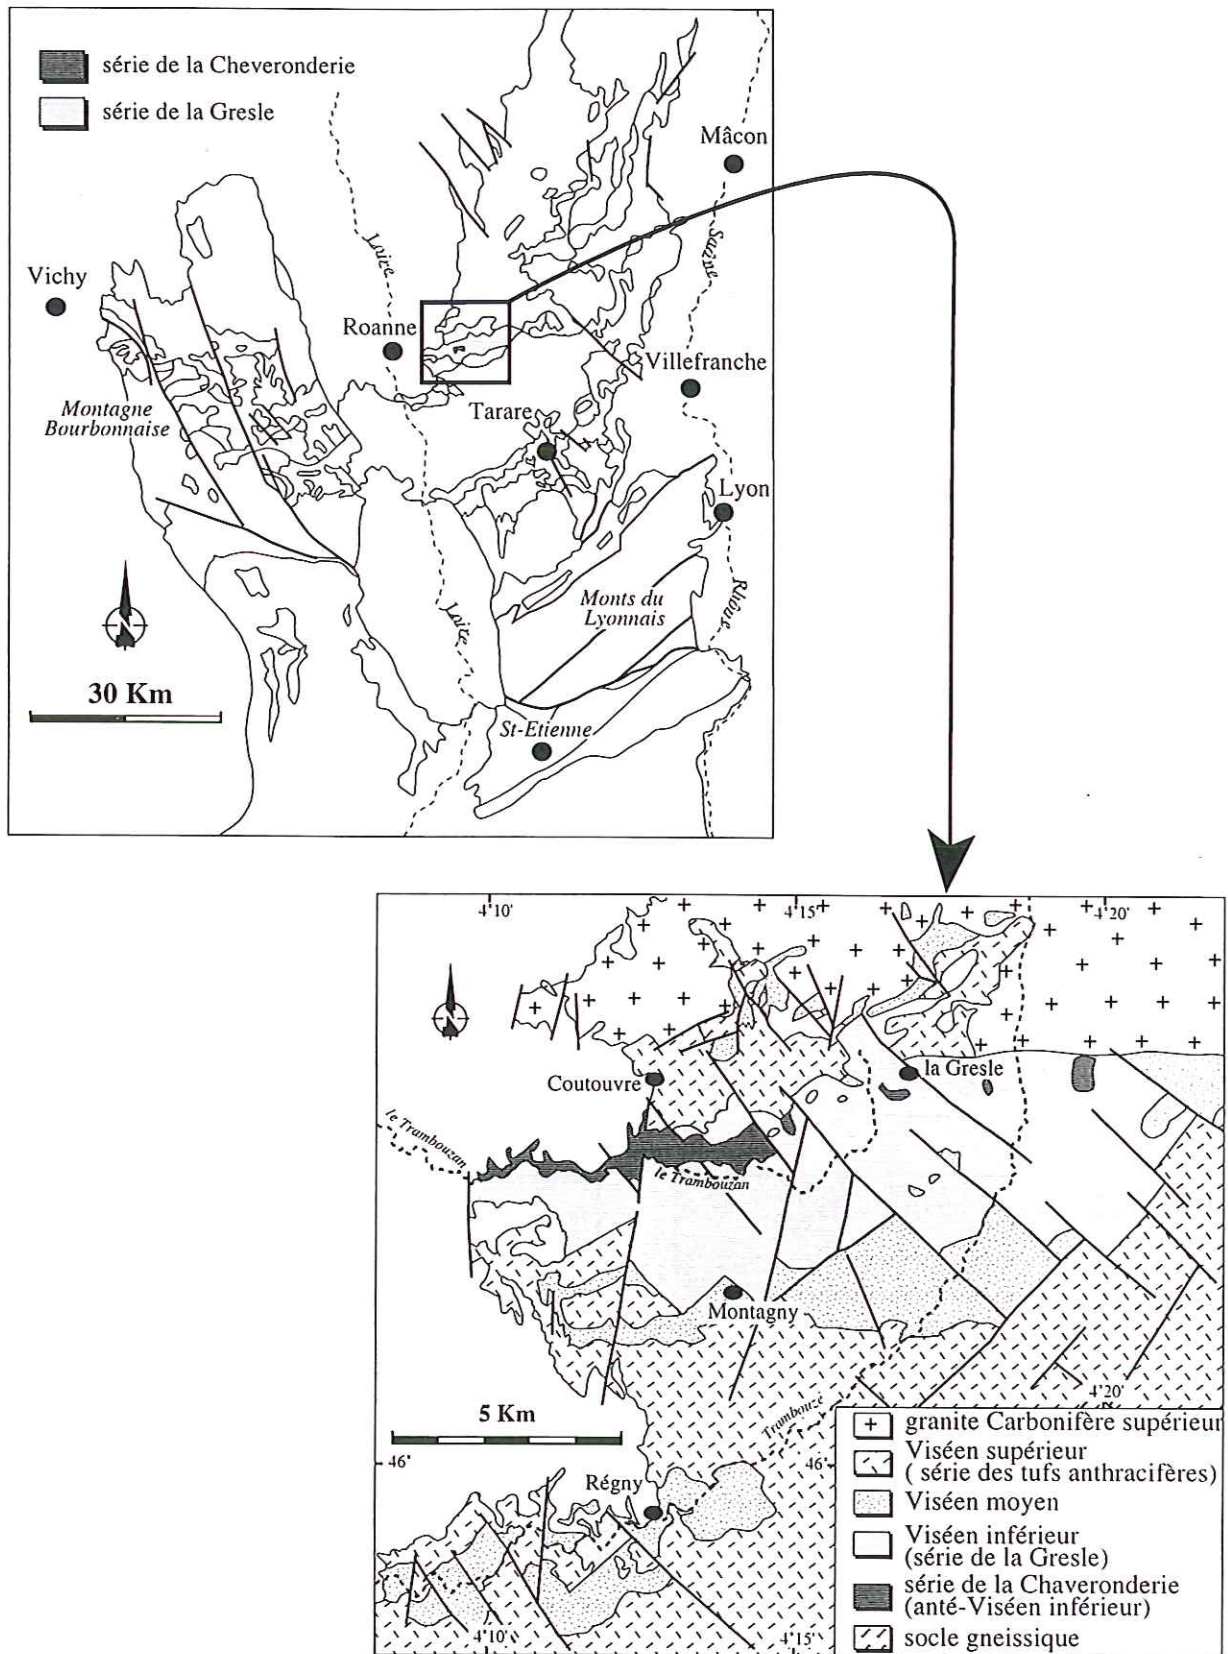 série de la Cheveronderie
série de la Gresle
Mâcon
Loire
Saône
Vichy
Roanne
Villefranche
Montagne
Bourbonnaise
Tarare
Lyon
Monts du
Lyonnais
Loire
Rhône
30 Km
St-Etienne
N
4°10'
4°15'
4°20'
N
Coutouvre
la Gresle
le Trambouzan
le Trambouzan
Montagny
4°20'
5 Km
Trambouze
46°
46°
Régny
4°10'
4°15'
granite Carbonifère supérieur
Viséen supérieur
( série des tufs anthracifères)
Viséen moyen
Viséen inférieur
(série de la Gresle)
série de la Chaveronderie
(anté-Viséen inférieur)
socle gneissique